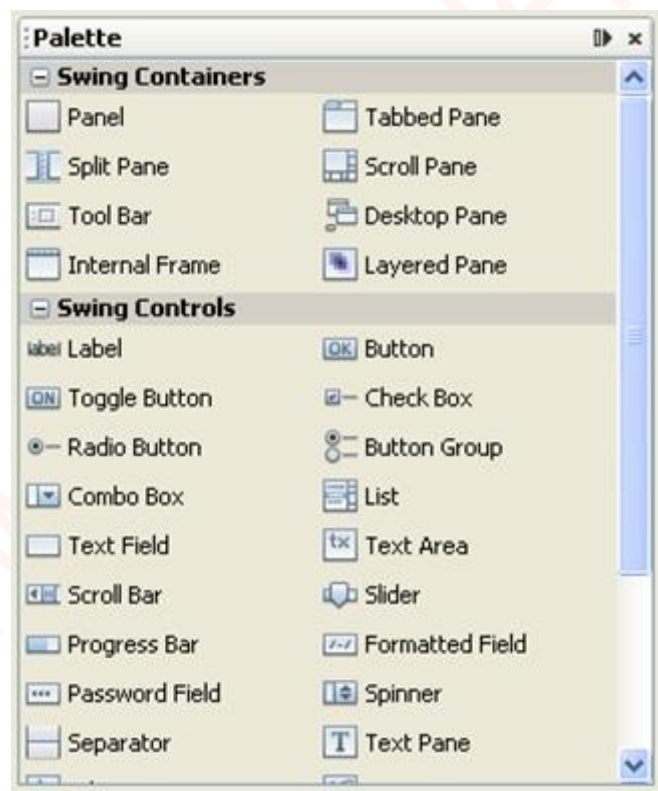 Palette
Swing Containers
Panel Tabbed Pane
Split Pane Scroll Pane
Tool Bar Desktop Pane
Internal Frame Layered Pane
Swing Controls
label Label OK Button
ON Toggle Button Check Box
Radio Button Button Group
Combo Box List
Text Field tx Text Area
Scroll Bar Slider
Progress Bar Formatted Field
Password Field Spinner
Separator T Text Pane